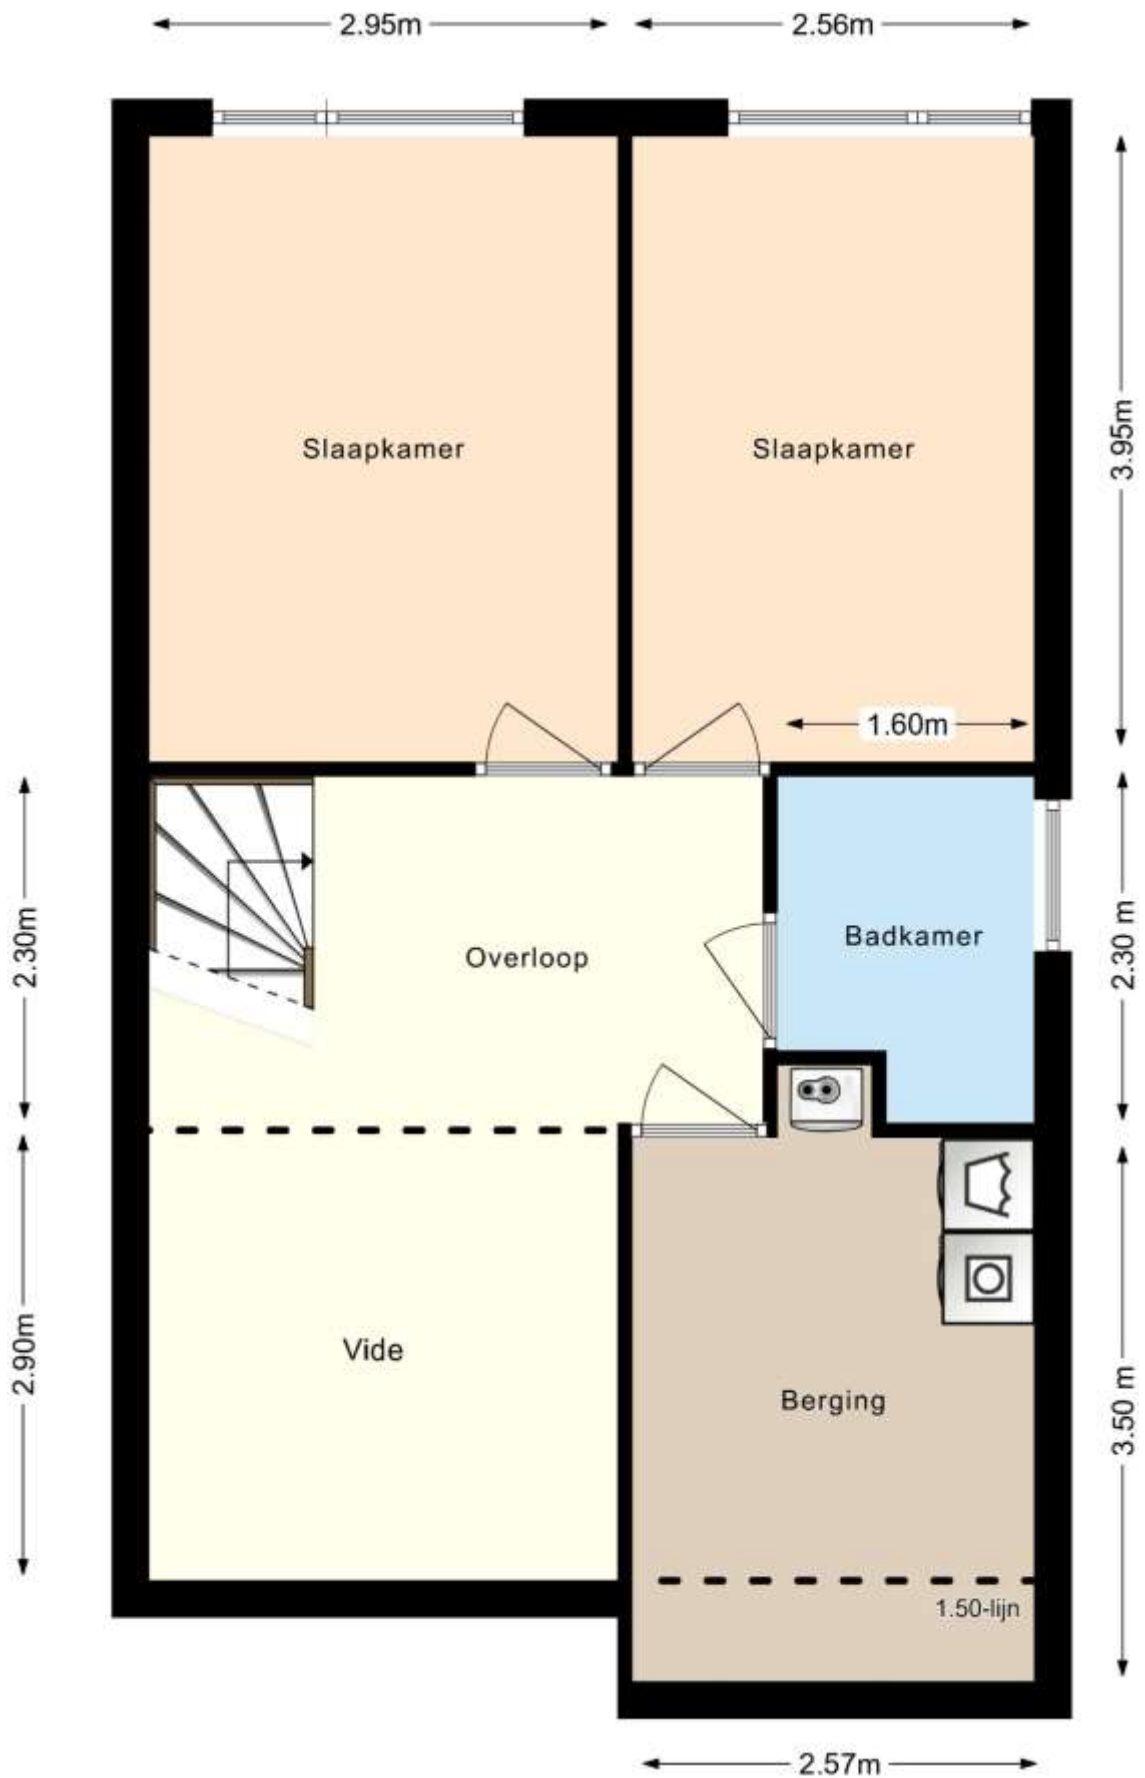 2.95m
2.56m
3.95m
Slaapkamer
Slaapkamer
1.60m
2.30m
2.30 m
Badkamer
Overloop
2.90m
Vide
Berging
3.50 m
1.50-lijn
2.57m